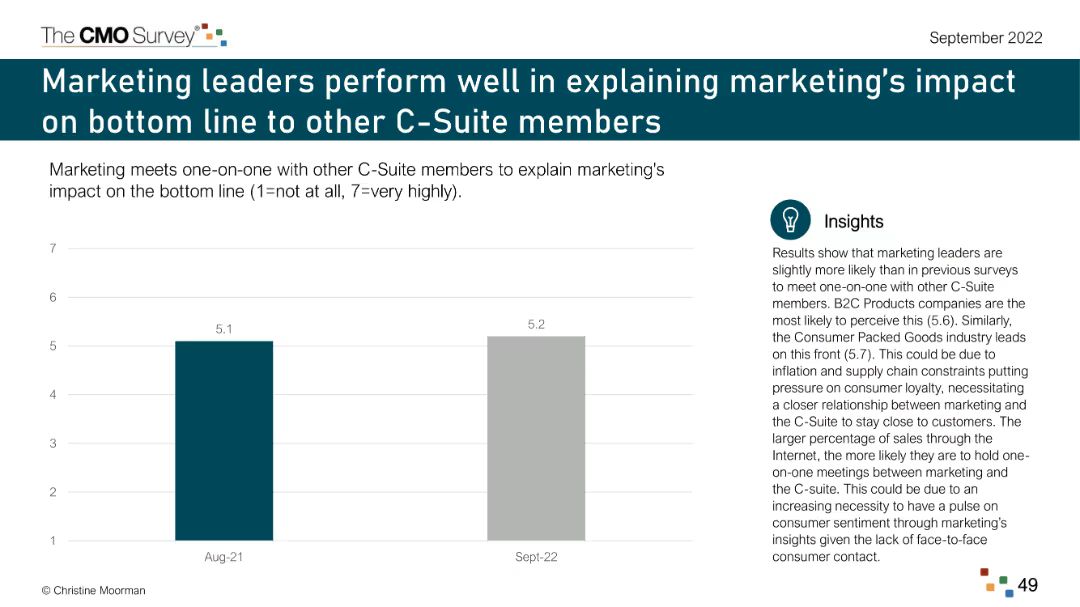 The CMO Survey®
September 2022
Marketing leaders perform well in explaining marketing's impact
on bottom line to other C-Suite members
Marketing meets one-on-one with other C-Suite members to explain marketing's
impact on the bottom line (1=not at all, 7=very highly).
7
6
5
4
3
2
1
5.1
5.2
Aug-21
Sept-22
Insights
Results show that marketing leaders are
slightly more likely than in previous surveys
to meet one-on-one with other C-Suite
members. B2C Products companies are the
most likely to perceive this (5.6). Similarly,
the Consumer Packed Goods industry leads
on this front (5.7). This could be due to
inflation and supply chain constraints putting
pressure on consumer loyalty, necessitating
a closer relationship between marketing and
the C-Suite to stay close to customers. The
larger percentage of sales through the
Internet, the more likely they are to hold one-
on-one meetings between marketing and
the C-suite. This could be due to an
increasing necessity to have a pulse on
consumer sentiment through marketing's
insights given the lack of face-to-face
consumer contact.
© Christine Moorman
49